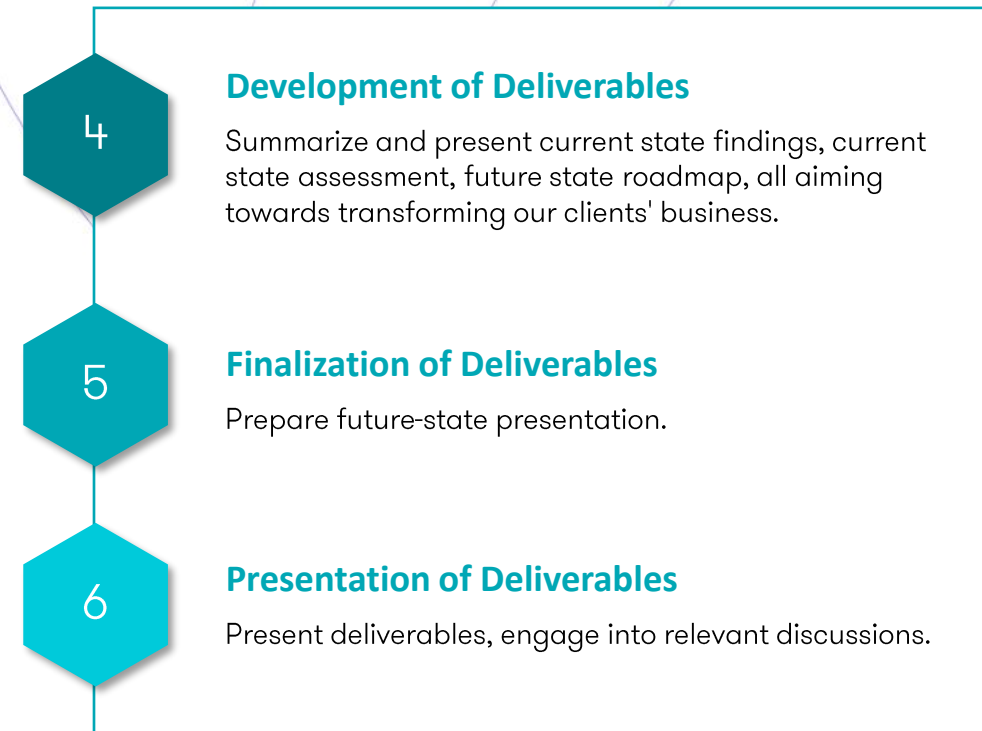 4
Development of Deliverables
Summarize and present current state findings, current
state assessment, future state roadmap, all aiming
towards transforming our clients' business.
5
Finalization of Deliverables
Prepare future-state presentation.
6
Presentation of Deliverables
Present deliverables, engage into relevant discussions.